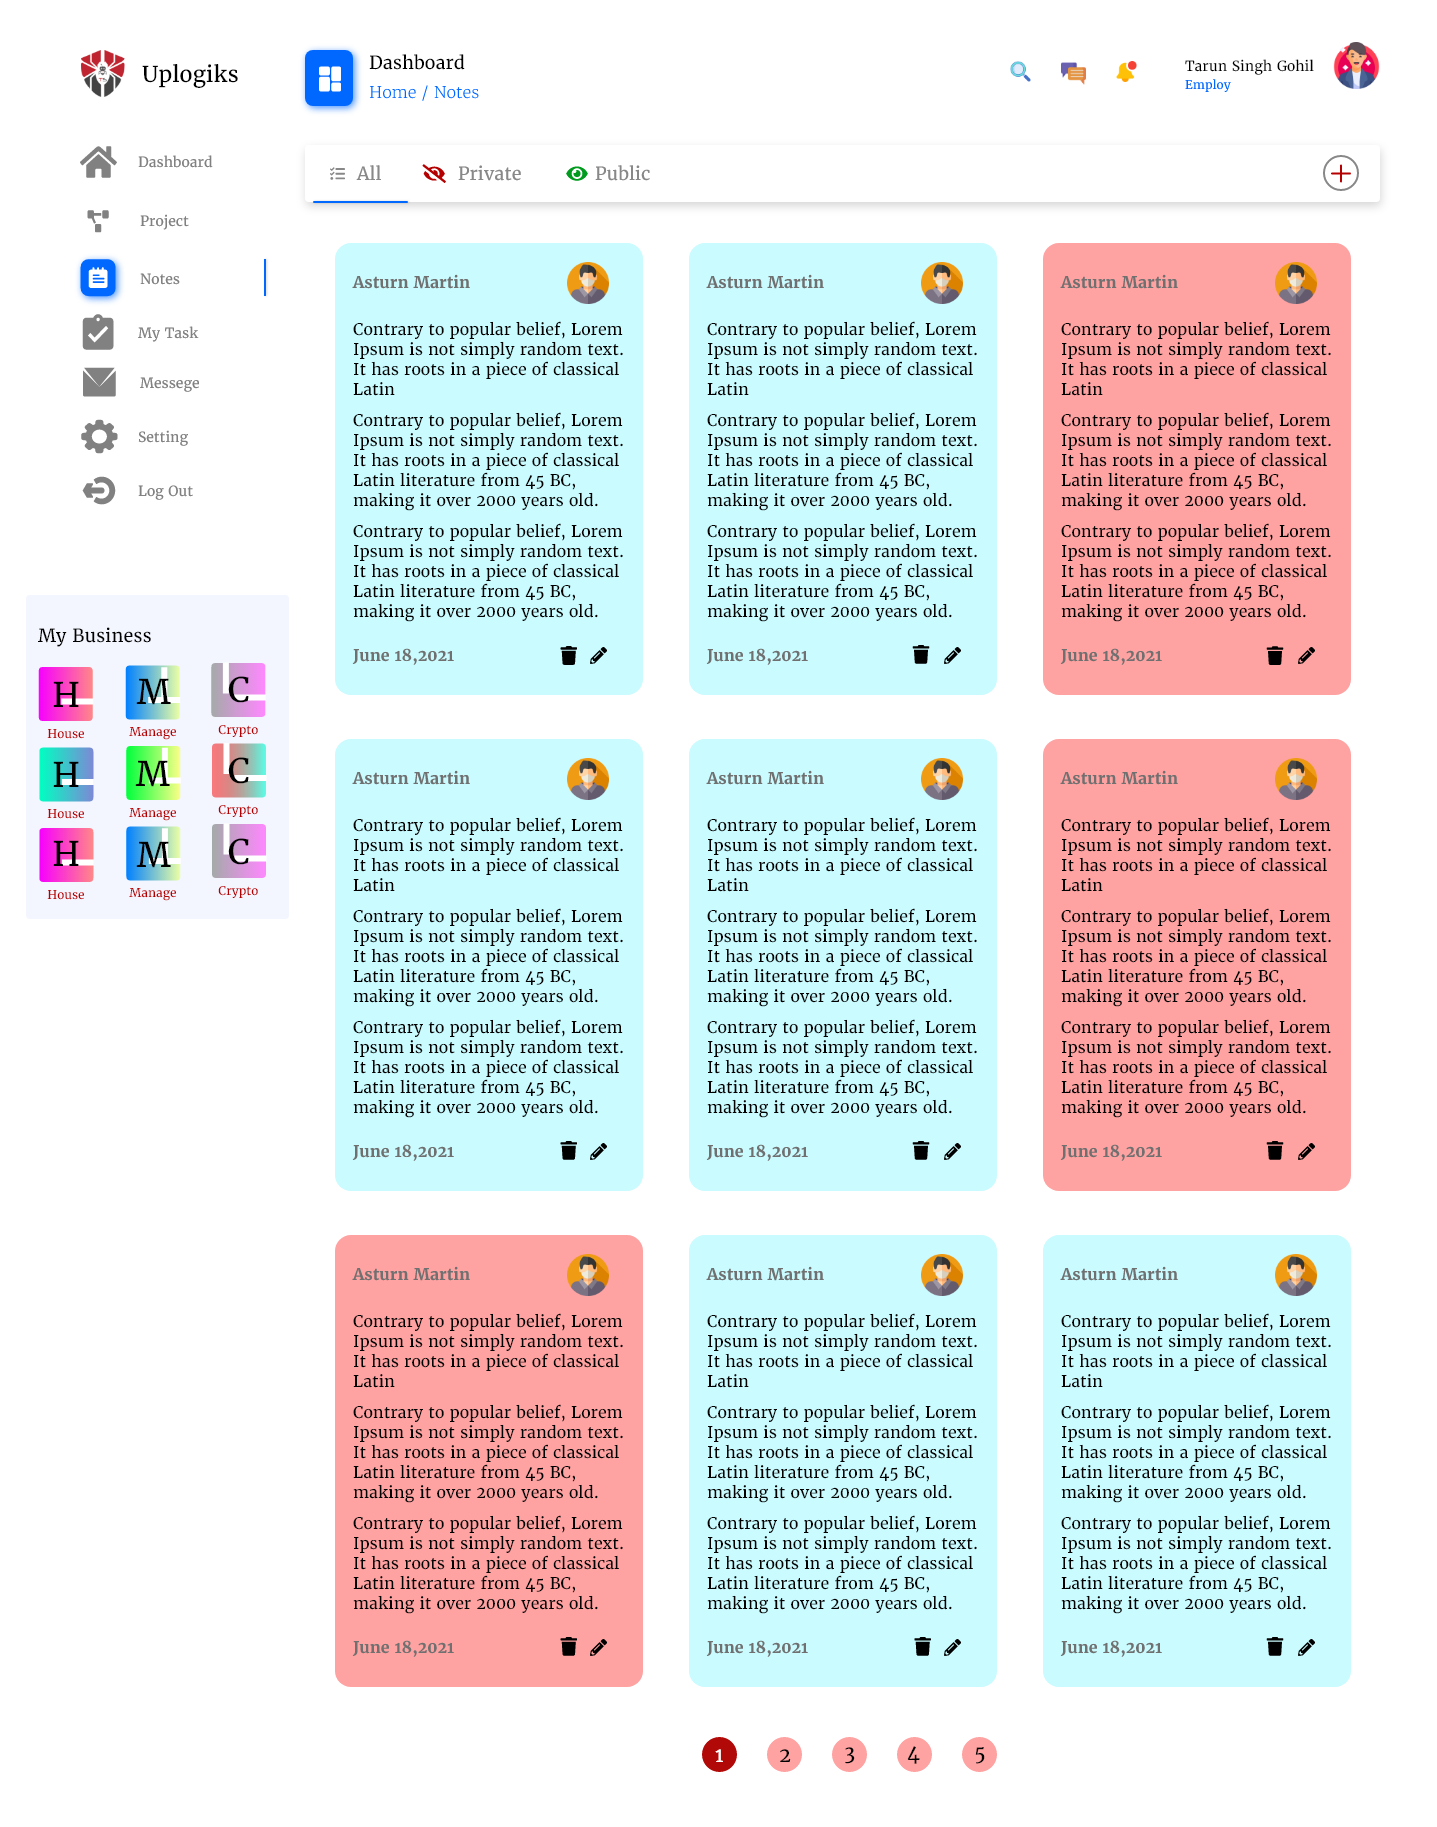 Uplogiks
Dashboard
Home / Notes
Tarun Singh Gohil
Employ
Dashboard
Project
Notes
My Task
Messege
Setting
Log Out
My Business
H
M
C
House
Manage
Crypto
H
M
C
House
Manage
Crypto
H
M
C
House
Manage
Crypto
All
Private
Public
Asturn Martin
Contrary to popular belief, Lorem
Ipsum is not simply random text.
It has roots in a piece of classical
Latin
Contrary to popular belief, Lorem
Ipsum is not simply random text.
It has roots in a piece of classical
Latin literature from 45 BC,
making it over 2000 years old.
Contrary to popular belief, Lorem
Ipsum is not simply random text.
It has roots in a piece of classical
Latin literature from 45 BC,
making it over 2000 years old.
June 18,2021
Asturn Martin
Contrary to popular belief, Lorem
Ipsum is not simply random text.
It has roots in a piece of classical
Latin
Contrary to popular belief, Lorem
Ipsum is not simply random text.
It has roots in a piece of classical
Latin literature from 45 BC,
making it over 2000 years old.
Contrary to popular belief, Lorem
Ipsum is not simply random text.
It has roots in a piece of classical
Latin literature from 45 BC,
making it over 2000 years old.
June 18,2021
Asturn Martin
Contrary to popular belief, Lorem
Ipsum is not simply random text.
It has roots in a piece of classical
Latin
Contrary to popular belief, Lorem
Ipsum is not simply random text.
It has roots in a piece of classical
Latin literature from 45 BC,
making it over 2000 years old.
Contrary to popular belief, Lorem
Ipsum is not simply random text.
It has roots in a piece of classical
Latin literature from 45 BC,
making it over 2000 years old.
June 18,2021
Asturn Martin
Contrary to popular belief, Lorem
Ipsum is not simply random text.
It has roots in a piece of classical
Latin
Contrary to popular belief, Lorem
Ipsum is not simply random text.
It has roots in a piece of classical
Latin literature from 45 BC,
making it over 2000 years old.
Contrary to popular belief, Lorem
Ipsum is not simply random text.
It has roots in a piece of classical
Latin literature from 45 BC,
making it over 2000 years old.
June 18,2021
Asturn Martin
Contrary to popular belief, Lorem
Ipsum is not simply random text.
It has roots in a piece of classical
Latin
Contrary to popular belief, Lorem
Ipsum is not simply random text.
It has roots in a piece of classical
Latin literature from 45 BC,
making it over 2000 years old.
Contrary to popular belief, Lorem
Ipsum is not simply random text.
It has roots in a piece of classical
Latin literature from 45 BC,
making it over 2000 years old.
June 18,2021
Asturn Martin
Contrary to popular belief, Lorem
Ipsum is not simply random text.
It has roots in a piece of classical
Latin
Contrary to popular belief, Lorem
Ipsum is not simply random text.
It has roots in a piece of classical
Latin literature from 45 BC,
making it over 2000 years old.
Contrary to popular belief, Lorem
Ipsum is not simply random text.
It has roots in a piece of classical
Latin literature from 45 BC,
making it over 2000 years old.
June 18,2021
Asturn Martin
Contrary to popular belief, Lorem
Ipsum is not simply random text.
It has roots in a piece of classical
Latin
Contrary to popular belief, Lorem
Ipsum is not simply random text.
It has roots in a piece of classical
Latin literature from 45 BC,
making it over 2000 years old.
Contrary to popular belief, Lorem
Ipsum is not simply random text.
It has roots in a piece of classical
Latin literature from 45 BC,
making it over 2000 years old.
June 18,2021
Asturn Martin
Contrary to popular belief, Lorem
Ipsum is not simply random text.
It has roots in a piece of classical
Latin
Contrary to popular belief, Lorem
Ipsum is not simply random text.
It has roots in a piece of classical
Latin literature from 45 BC,
making it over 2000 years old.
Contrary to popular belief, Lorem
Ipsum is not simply random text.
It has roots in a piece of classical
Latin literature from 45 BC,
making it over 2000 years old.
June 18,2021
Asturn Martin
Contrary to popular belief, Lorem
Ipsum is not simply random text.
It has roots in a piece of classical
Latin
Contrary to popular belief, Lorem
Ipsum is not simply random text.
It has roots in a piece of classical
Latin literature from 45 BC,
making it over 2000 years old.
Contrary to popular belief, Lorem
Ipsum is not simply random text.
It has roots in a piece of classical
Latin literature from 45 BC,
making it over 2000 years old.
June 18,2021
1 2 3 4 5